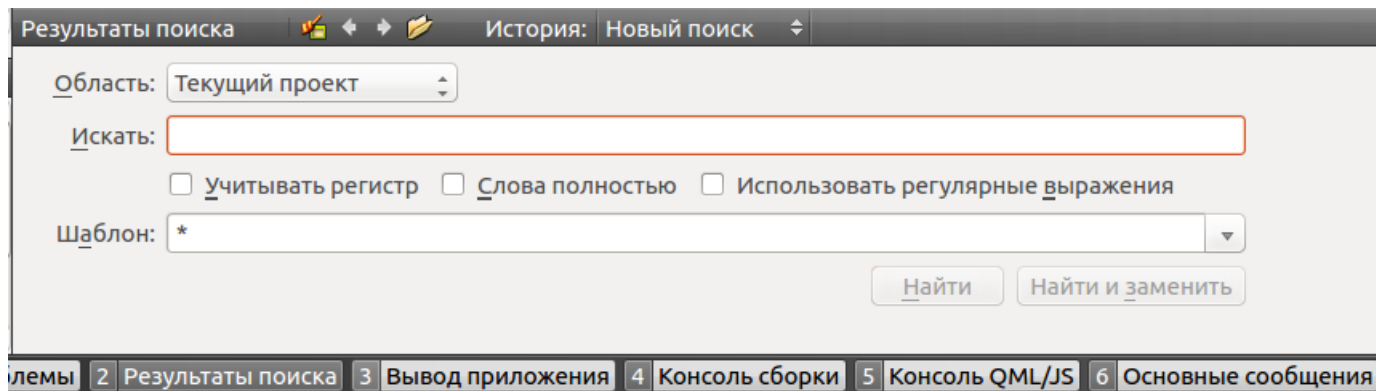 Результаты поиска История: Новый поиск
Область: Текущий проект
Искать:
Учитывать регистр Слова полностью Использовать регулярные выражения
Шаблон: *
Найти Найти и заменить
2 Результаты поиска 3 Вывод приложения 4 Консоль сборки 5 Консоль QML/JS 6 Основные сообщения